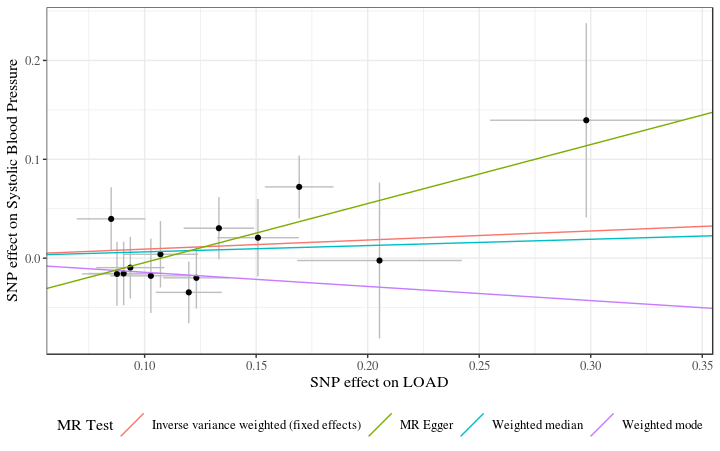 SNP effect on Systolic Blood Pressure
0.2
0.1
0.0
0.10 0.15 0.20 0.25 0.30 0.35
SNP effect on LOAD
MR Test Inverse variance weighted (fixed effects) MR Egger Weighted median Weighted mode